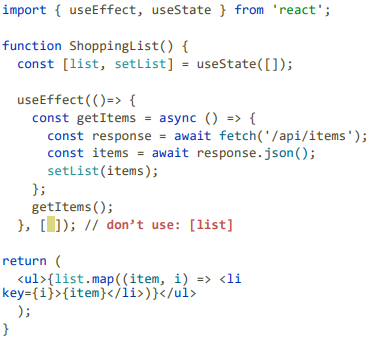 import { useEffect, useState } from 'react';
function ShoppingList() {
const [list, setList] = useState([]);
useEffect(()=> {
const getItems = async () => {
const response = await fetch('/api/items');
const items = await response.json();
setList(items);
};
getItems();
}, [ ]); // don’t use: [list]
return (
<ul>{list.map((item, i) => <li
key={i}>{item}</li>)}</ul>
);
}